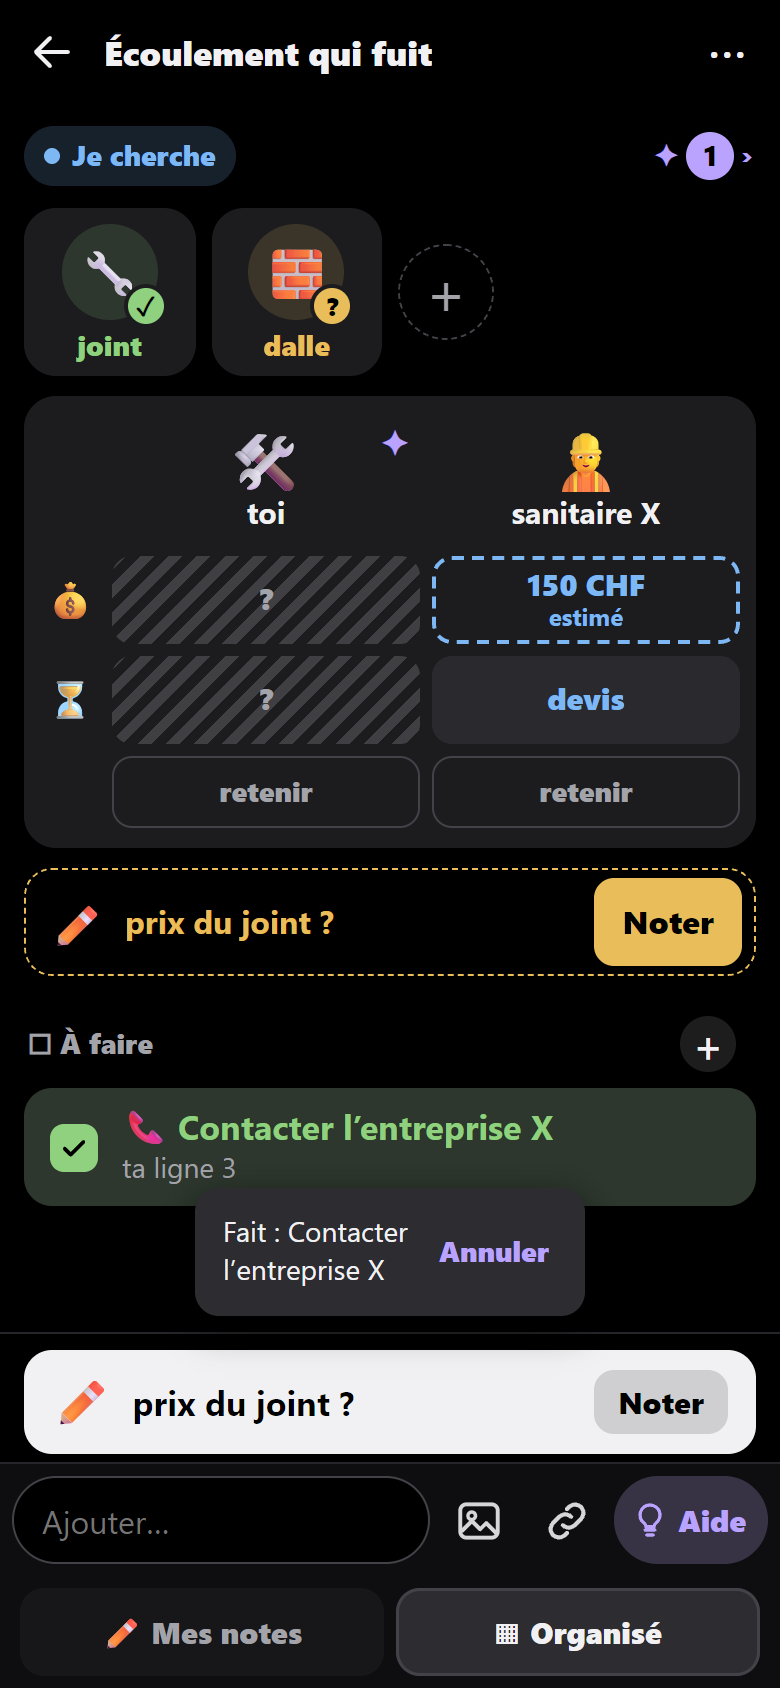 Écoulement qui fuit
Je cherche
1
joint
?
dalle
+
toi
sanitaire X
?
150 CHF
estimé
?
devis
retenir
retenir
prix du joint ?
Noter
À faire
+
Contacter l’entreprise X
ta ligne 3
Fait : Contacter
l’entreprise X
Annuler
prix du joint ?
Noter
Ajouter...
Aide
Mes notes
Organisé